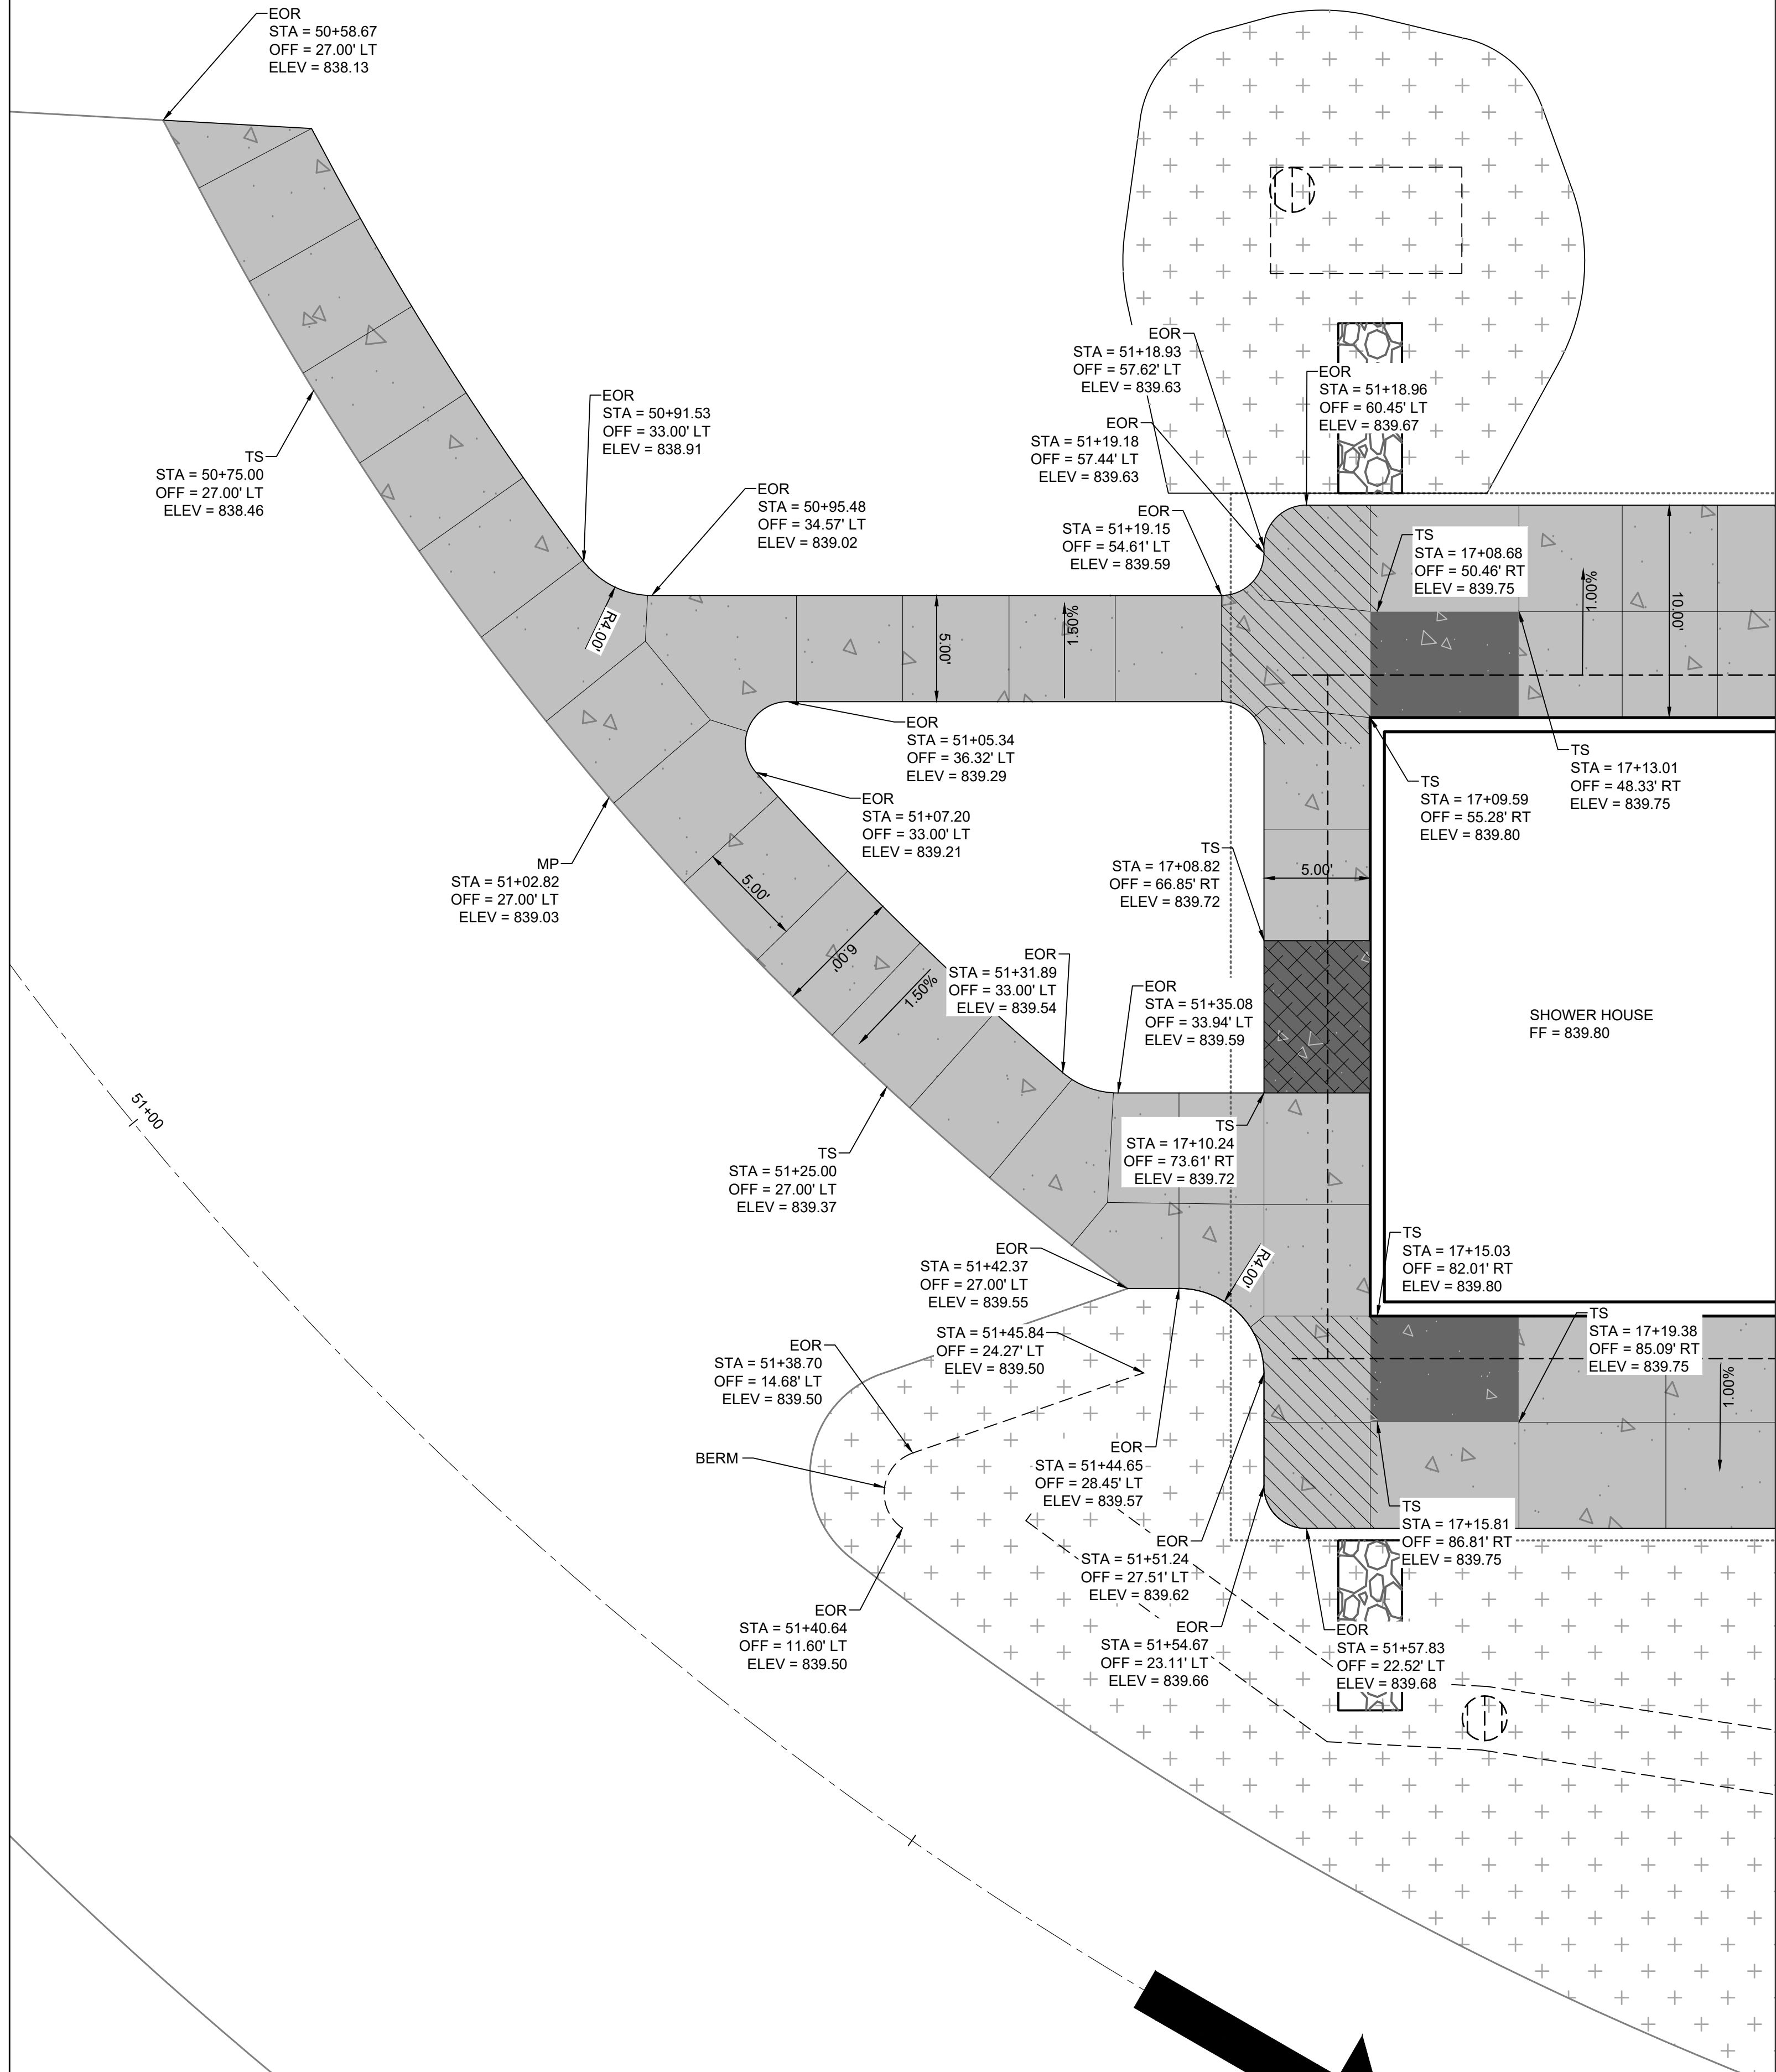 EOR
STA = 50+58.67
OFF = 27.00' LT
ELEV = 838.13
EOR
STA = 51+18.93
OFF = 57.62' LT
ELEV = 839.63
EOR
STA = 51+18.96
OFF = 60.45' LT
ELEV = 839.67
EOR
STA = 50+91.53
OFF = 33.00' LT
ELEV = 838.91
EOR
STA = 51+19.18
OFF = 57.44' LT
ELEV = 839.63
TS
STA = 50+75.00
OFF = 27.00' LT
ELEV = 838.46
EOR
STA = 50+95.48
OFF = 34.57' LT
ELEV = 839.02
EOR
STA = 51+19.15
OFF = 54.61' LT
ELEV = 839.59
TS
STA = 17+08.68
OFF = 50.46' RT
ELEV = 839.75
R4.00'
5.00'
1.50%
1.00%
10.00'
EOR
STA = 51+05.34
OFF = 36.32' LT
ELEV = 839.29
TS
STA = 17+13.01
OFF = 48.33' RT
ELEV = 839.75
TS
STA = 17+09.59
OFF = 55.28' RT
ELEV = 839.80
EOR
STA = 51+07.20
OFF = 33.00' LT
ELEV = 839.21
MP
STA = 51+02.82
OFF = 27.00' LT
ELEV = 839.03
TS
STA = 17+08.82
OFF = 66.85' RT
ELEV = 839.72
5.00'
5.00'
6.00'
1.50%
EOR
STA = 51+31.89
OFF = 33.00' LT
ELEV = 839.54
EOR
STA = 51+35.08
OFF = 33.94' LT
ELEV = 839.59
SHOWER HOUSE
FF = 839.80
51+00
TS
STA = 51+25.00
OFF = 27.00' LT
ELEV = 839.37
TS
STA = 17+10.24
OFF = 73.61' RT
ELEV = 839.72
EOR
STA = 51+42.37
OFF = 27.00' LT
ELEV = 839.55
R4.00'
TS
STA = 17+15.03
OFF = 82.01' RT
ELEV = 839.80
TS
STA = 17+19.38
OFF = 85.09' RT
ELEV = 839.75
1.00%
STA = 51+45.84
OFF = 24.27' LT
ELEV = 839.50
EOR
STA = 51+38.70
OFF = 14.68' LT
ELEV = 839.50
BERM
EOR
STA = 51+44.65
OFF = 28.45' LT
ELEV = 839.57
TS
STA = 17+15.81
OFF = 86.81' RT
ELEV = 839.75
EOR
STA = 51+51.24
OFF = 27.51' LT
ELEV = 839.62
EOR
STA = 51+40.64
OFF = 11.60' LT
ELEV = 839.50
EOR
STA = 51+54.67
OFF = 23.11' LT
ELEV = 839.66
EOR
STA = 51+57.83
OFF = 22.52' LT
ELEV = 839.68